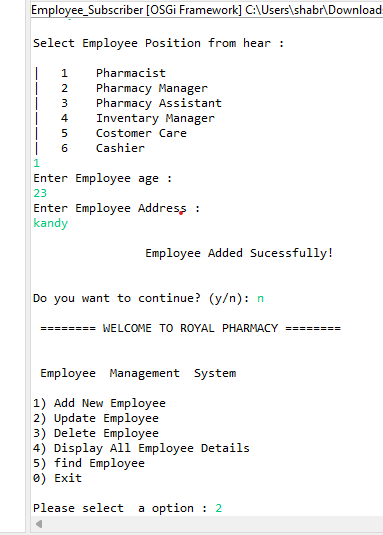 Employee_Subscriber [OSGi Framework] C:\Users\shabr\Download
Select Employee Position from hear :
| 1 Pharmacist
| 2 Pharmacy Manager
| 3 Pharmacy Assistant
| 4 Inventary Manager
| 5 Costomer Care
| 6 Cashier
1
Enter Employee age :
23
Enter Employee Address :
kandy
Employee Added Sucessfully!
Do you want to continue? (y/n): n
======== WELCOME TO ROYAL PHARMACY ========
Employee Management System
1) Add New Employee
2) Update Employee
3) Delete Employee
4) Display All Employee Details
5) find Employee
0) Exit
Please select a option : 2